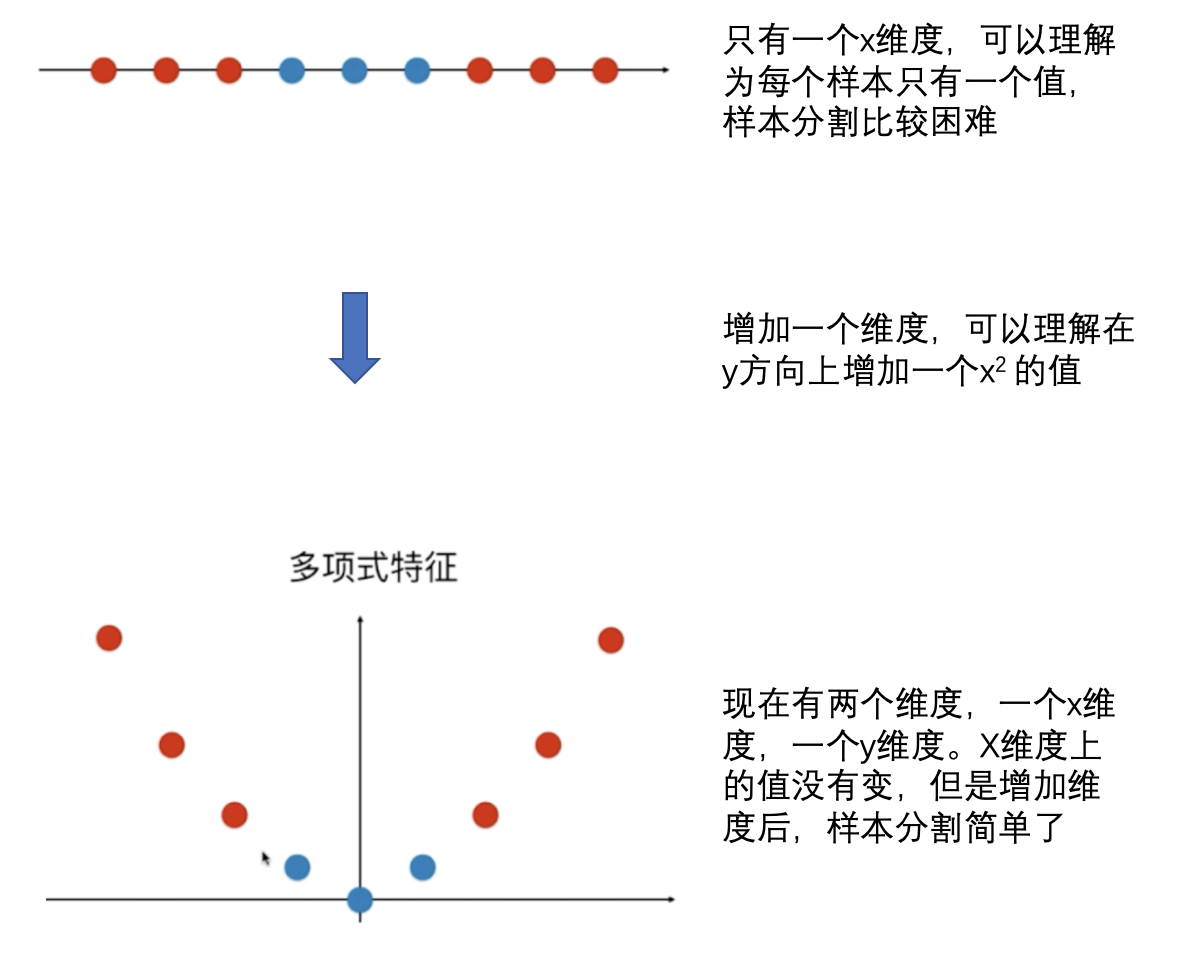 只有一个x维度，可以理解
为每个样本只有一个值，
样本分割比较困难
增加一个维度，可以理解在
y方向上增加一个x² 的值
多项式特征
现在有两个维度，一个x维
度，一个y维度。X维度上
的值没有变，但是增加维
度后，样本分割简单了